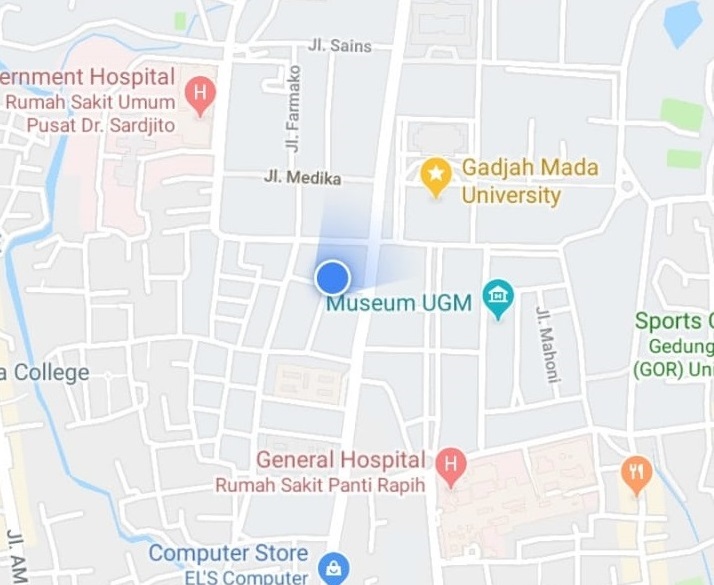 Jl. Sains
ernment Hospital
Rumah Sakit Umum
Pusat Dr. Sardjito
H
Jl. Farmako
Jl. Medika
Gadjah Mada
University
Museum UGM
Jl. Mahoni
Sports C
Gedung
(GOR) Uni
a College
General Hospital
Rumah Sakit Panti Rapih
H
Computer Store
EL'S Computer
Jl. AM